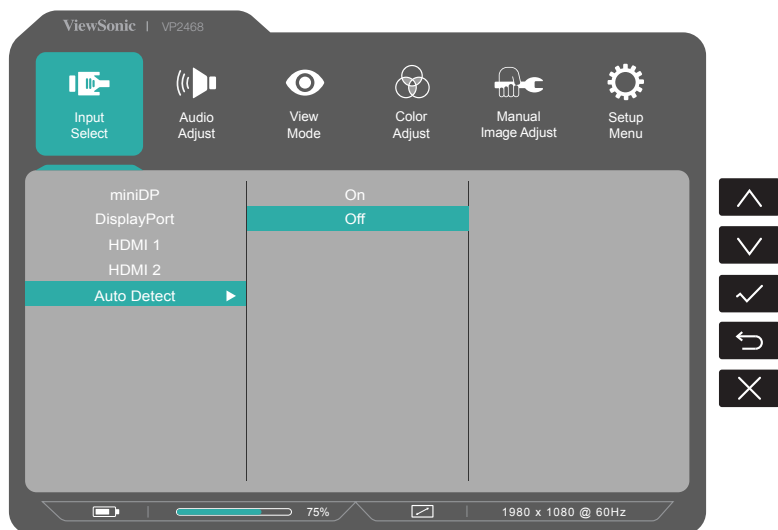 ViewSonic | VP2468
Input Select
Audio Adjust
View Mode
Color Adjust
Manual Image Adjust
Setup Menu
miniDP
On
DisplayPort
Off
HDMI 1
HDMI 2
Auto Detect
75%
1980 x 1080 @ 60Hz